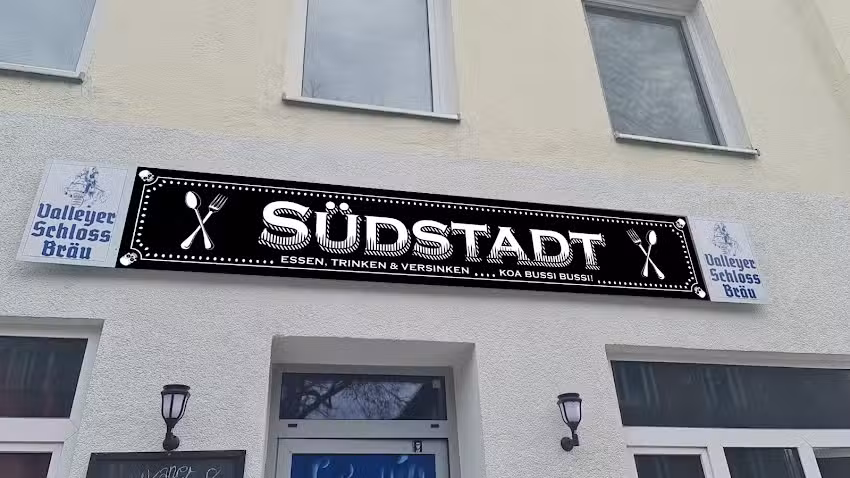 Valleyer
Schloss
Bräu
SÜDSTADT
ESSEN, TRINKEN & VERSINKEN .... KOA BUSSI BUSSI!
Valleyer
Schloss
Bräu